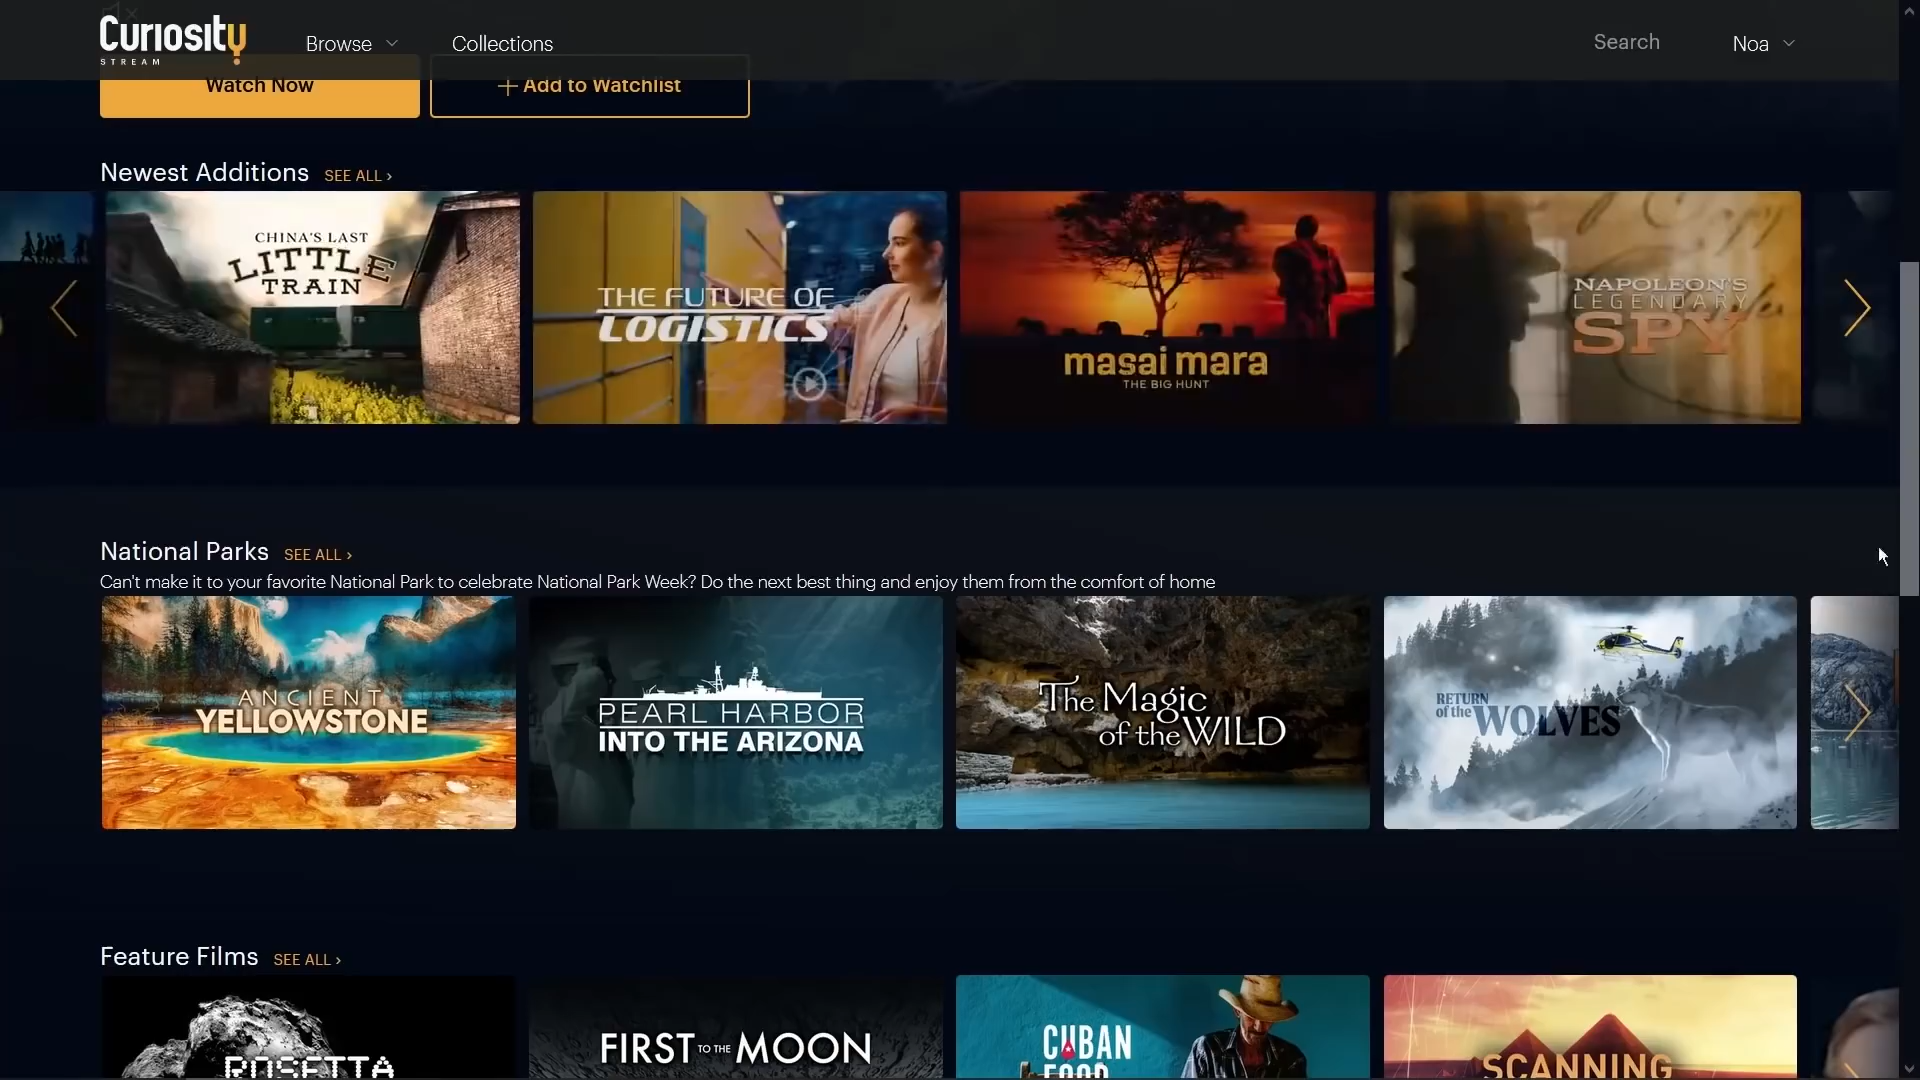 Curiosity
STREAM
Browse
Collections
Search
Noa
Watch Now
Add to Watchlist
Newest Additions SEE ALL ›
CHINA'S LAST
LITTLE
TRAIN
THE FUTURE OF
LOGISTICS
masai mara
THE BIG HUNT
NAPOLEON'S
LEGENDARY
SPY
National Parks SEE ALL ›
Can't make it to your favorite National Park to celebrate National Park Week? Do the next best thing and enjoy them from the comfort of home
ANCIENT
YELLOWSTONE
PEARL HARBOR
INTO THE ARIZONA
The Magic
of the WILD
RETURN
of the WOLVES
Feature Films SEE ALL ›
ROSETTA
FIRST TO THE MOON
CUBAN
FOOD
SCANNING